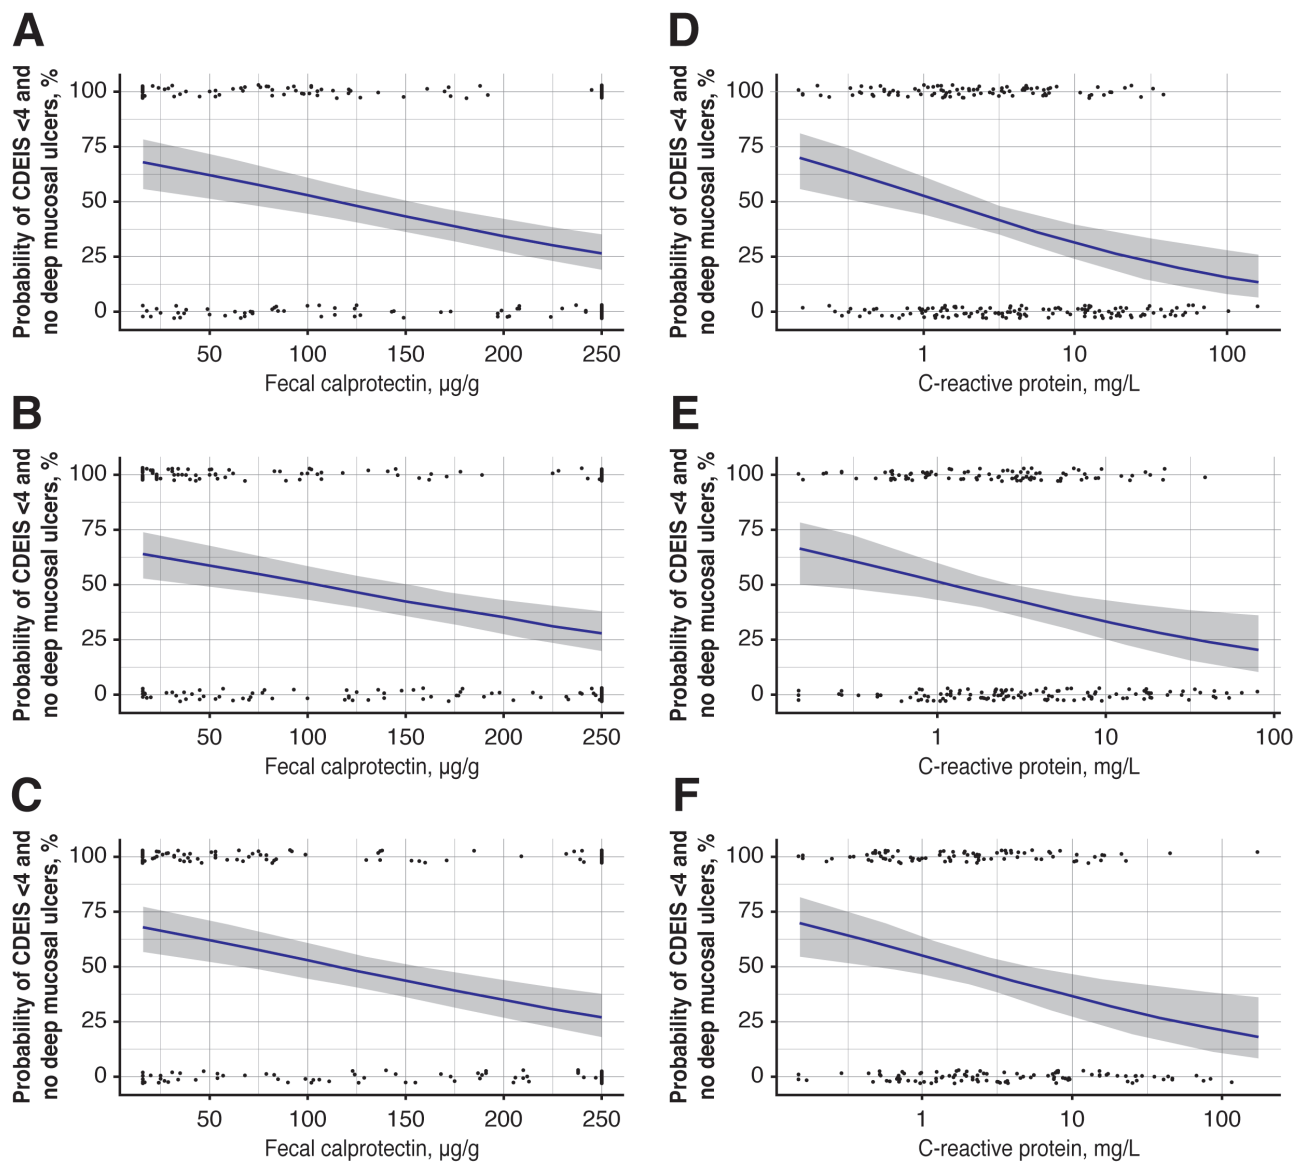 A
Probability of CDEIS <4 and
no deep mucosal ulcers, %
100
75
50
25
0
50 100 150 200 250
Fecal calprotectin, µg/g
D
Probability of CDEIS <4 and
no deep mucosal ulcers, %
100
75
50
25
0
1 10 100
C-reactive protein, mg/L
B
Probability of CDEIS <4 and
no deep mucosal ulcers, %
100
75
50
25
0
50 100 150 200 250
Fecal calprotectin, µg/g
E
Probability of CDEIS <4 and
no deep mucosal ulcers, %
100
75
50
25
0
1 10 100
C-reactive protein, mg/L
C
Probability of CDEIS <4 and
no deep mucosal ulcers, %
100
75
50
25
0
50 100 150 200 250
Fecal calprotectin, µg/g
F
Probability of CDEIS <4 and
no deep mucosal ulcers, %
100
75
50
25
0
1 10 100
C-reactive protein, mg/L